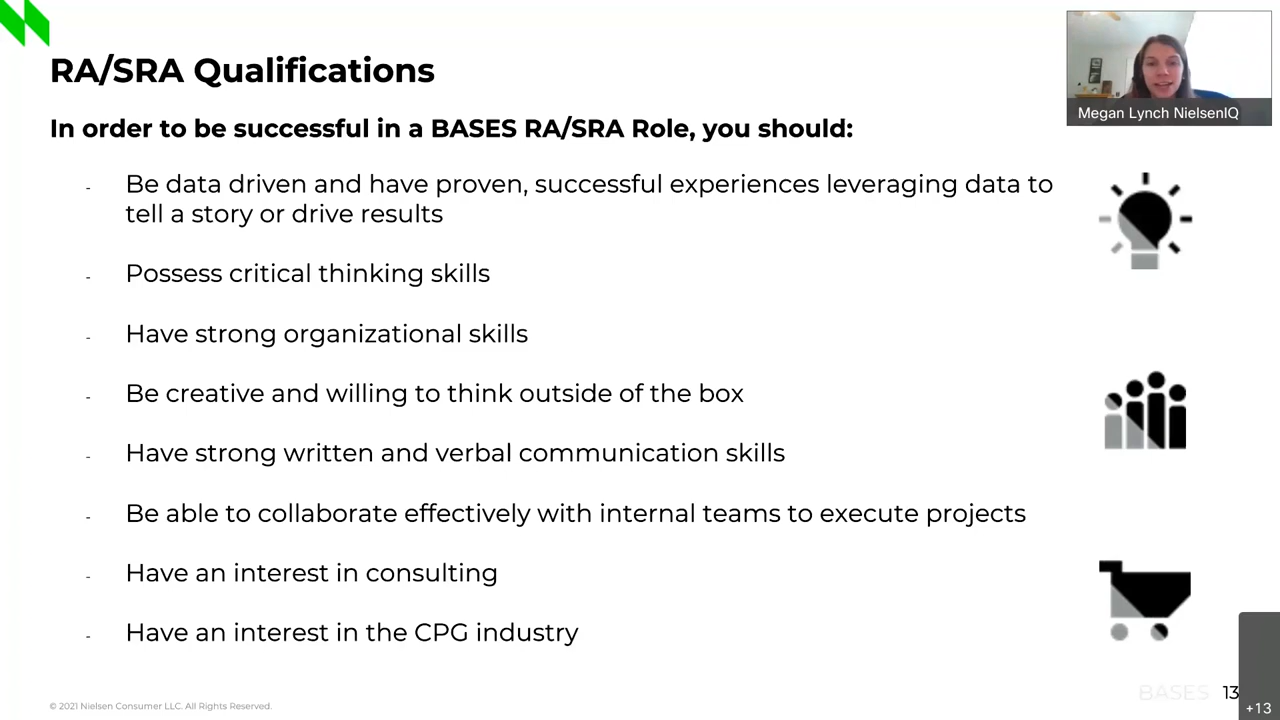 RA/SRA Qualifications
Megan Lynch NielsenIQ
In order to be successful in a BASES RA/SRA Role, you should:
- Be data driven and have proven, successful experiences leveraging data to
tell a story or drive results
- Possess critical thinking skills
- Have strong organizational skills
- Be creative and willing to think outside of the box
- Have strong written and verbal communication skills
- Be able to collaborate effectively with internal teams to execute projects
- Have an interest in consulting
- Have an interest in the CPG industry
BASES 13
© 2021 Nielsen Consumer LLC. All Rights Reserved.
+13